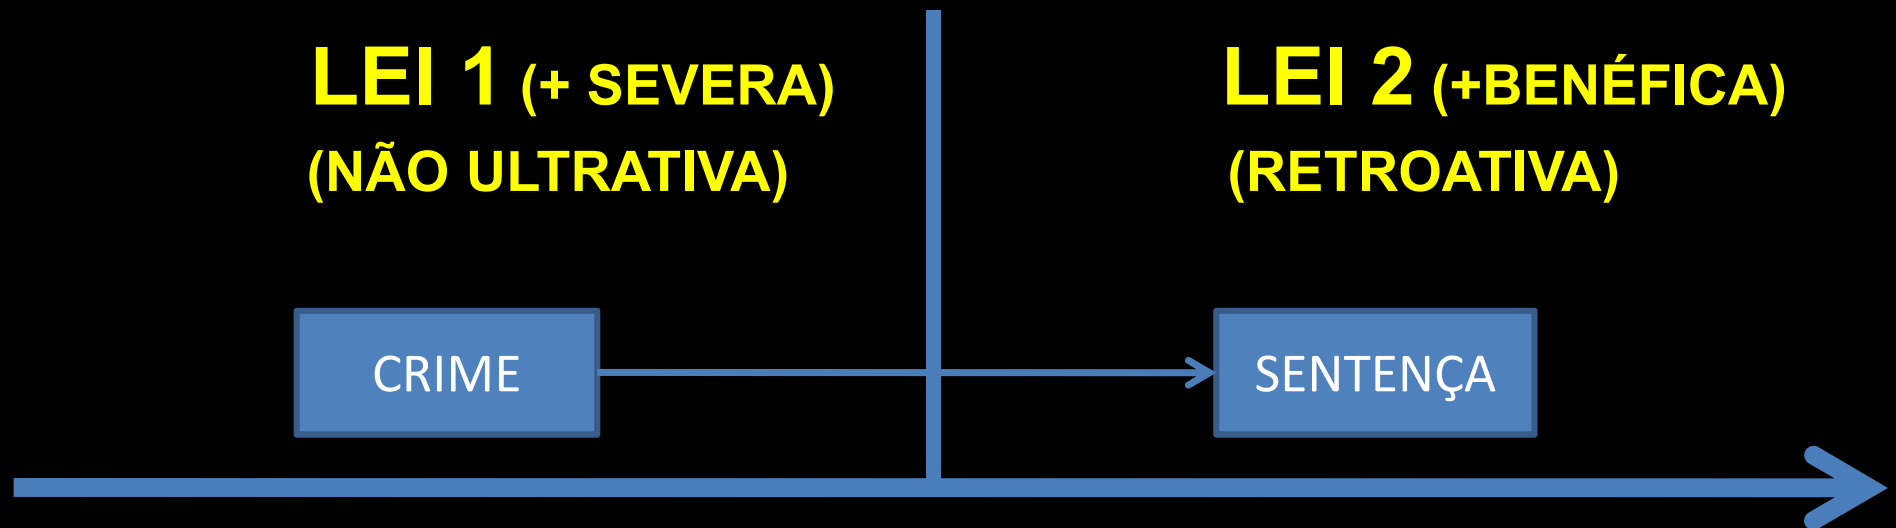 LEI 1 (+ SEVERA)
(NÃO ULTRATIVA)
LEI 2 (+BENÉFICA)
(RETROATIVA)
CRIME
SENTENÇA